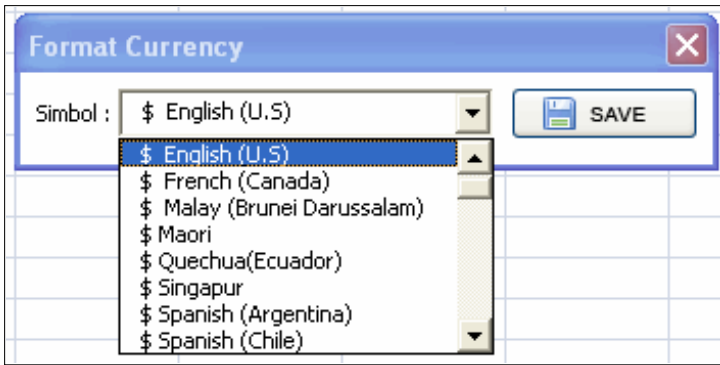 Format Currency
Simbol : $ English (U.S) SAVE
$ English (U.S)
$ French (Canada)
$ Malay (Brunei Darussalam)
$ Maori
$ Quechua(Ecuador)
$ Singapur
$ Spanish (Argentina)
$ Spanish (Chile)